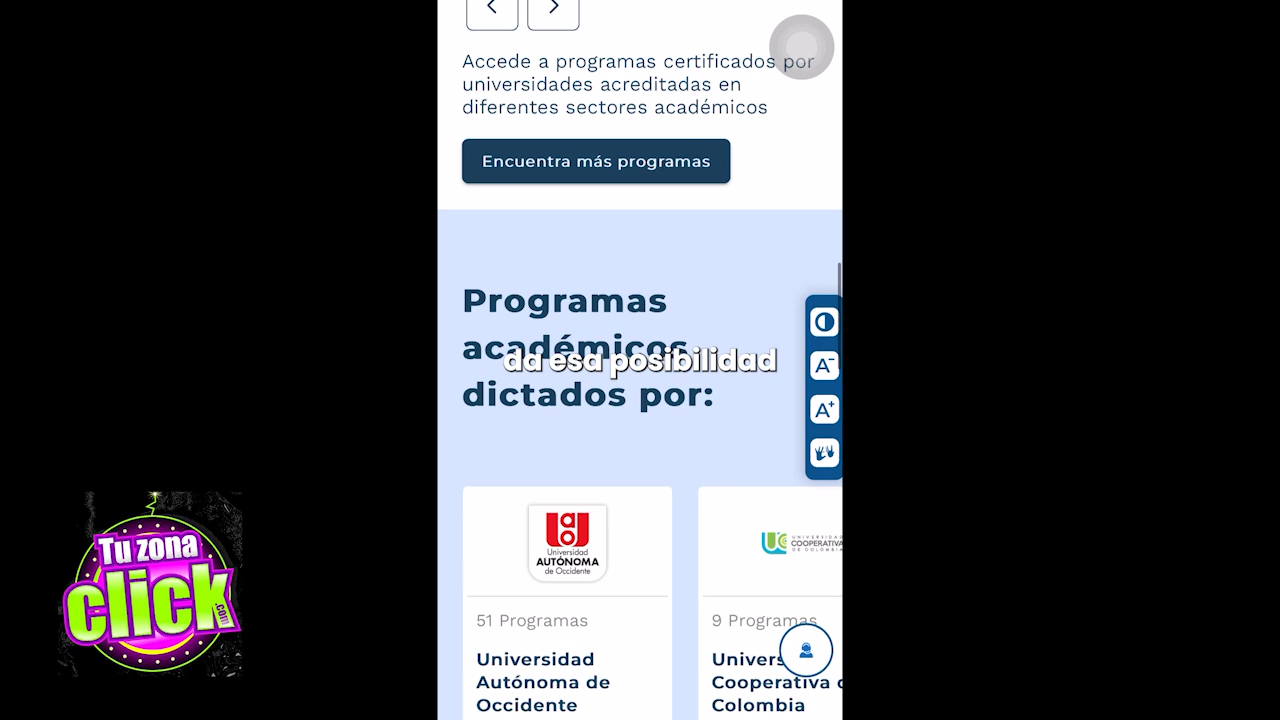 Accede a programas certificados por
universidades acreditadas en
diferentes sectores académicos
Encuentra más programas
Programas
académicos
dictados por:
da esa posibilidad
A-
A+
Universidad
AUTÓNOMA
de Occidente
UNIVERSIDAD
COOPERATIVA
DE COLOMBIA
51 Programas
9 Programas
Universidad
Autónoma de
Occidente
Cooperativa
Colombia
Tu zona
click
.com